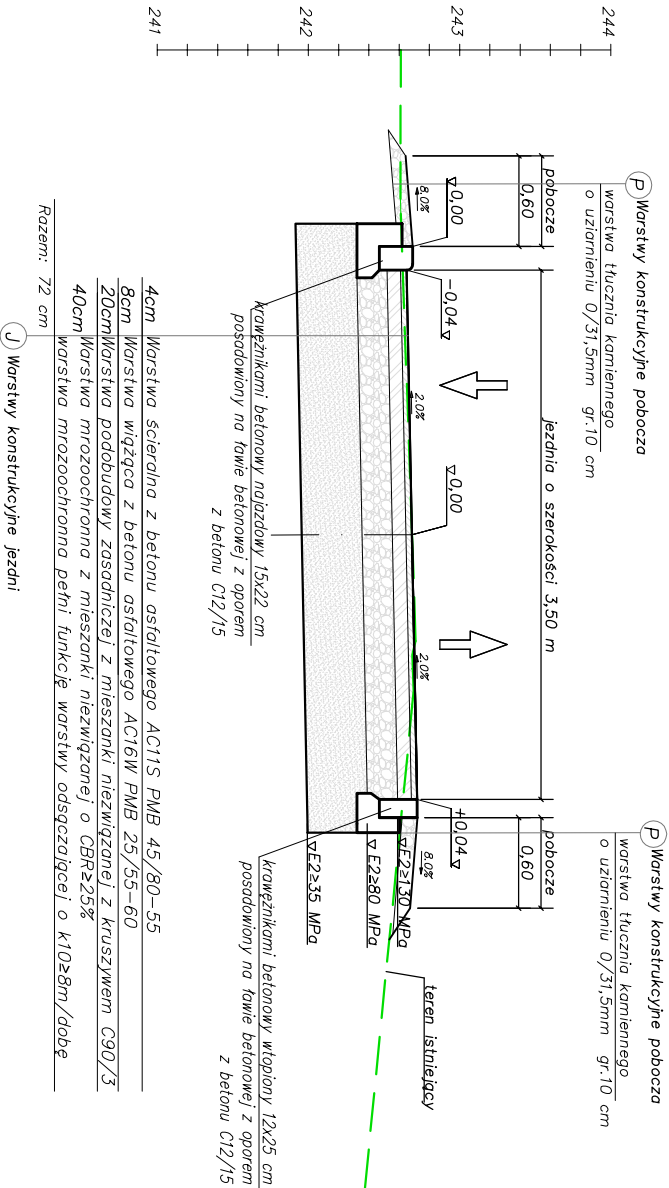 244
243
242
241
P Warstwy konstrukcyjne pobocza
warstwa tłucznia kamiennego
o uziarnieniu 0/31,5mm gr.10 cm
P Warstwy konstrukcyjne pobocza
warstwa tłucznia kamiennego
o uziarnieniu 0/31,5mm gr.10 cm
pobocze
0,60
jezdnia o szerokości 3,50 m
pobocze
0,60
0,00
-0,04
0,00
+0,04
8.0%
2.0%
2.0%
8.0%
E2≥130 MPa
E2≥80 MPa
E2≥35 MPa
teren istniejący
krawężnikami betonowy najazdowy 15x22 cm
posadowiony na ławie betonowej z oporem
z betonu C12/15
krawężnikami betonowy wtopiony 12x25 cm
posadowiony na ławie betonowej z oporem
z betonu C12/15
4cm Warstwa ścieralna z betonu asfaltowego AC11S PMB 45/80-55
8cm Warstwa wiążąca z betonu asfaltowego AC16W PMB 25/55-60
20cm Warstwa podobudowy zasadniczej z mieszanki niezwiązanej z kruszywem C90/3
40cm Warstwa mrozoochronna z mieszanki niezwiązanej o CBR≥25%
warstwa mrozoochronna pełni funkcję warstwy odsączającej o k10≥8m/dobę
Razem: 72 cm
J Warstwy konstrukcyjne jezdni